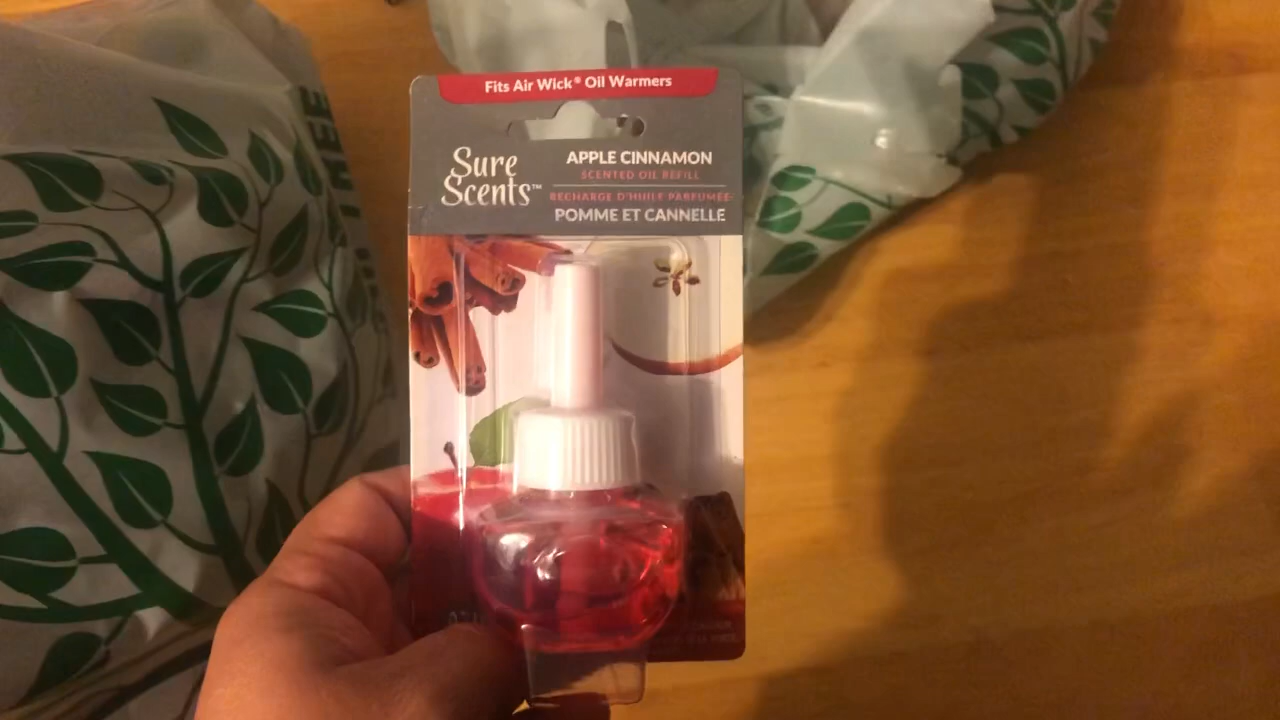 Fits Air Wick® Oil Warmers
Sure
Scents™
APPLE CINNAMON
SCENTED OIL REFILL
RECHARGE D'HUILE PARFUMÉE
POMME ET CANNELLE